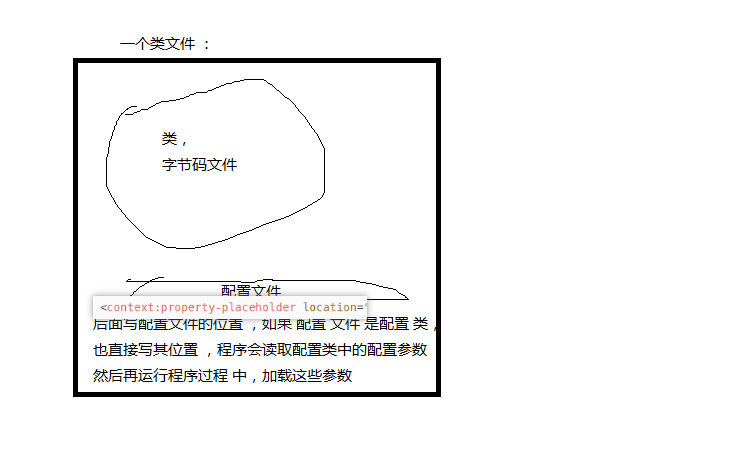 一个类文件 ：
类，
字节码文件
配置文件
<context:property-placeholder location='
后面写配置文件的位置 ，如果 配置 文件 是配置 类，
也直接写其位置 ，程序会读取配置类中的配置参数
然后再运行程序过程 中，加载这些参数